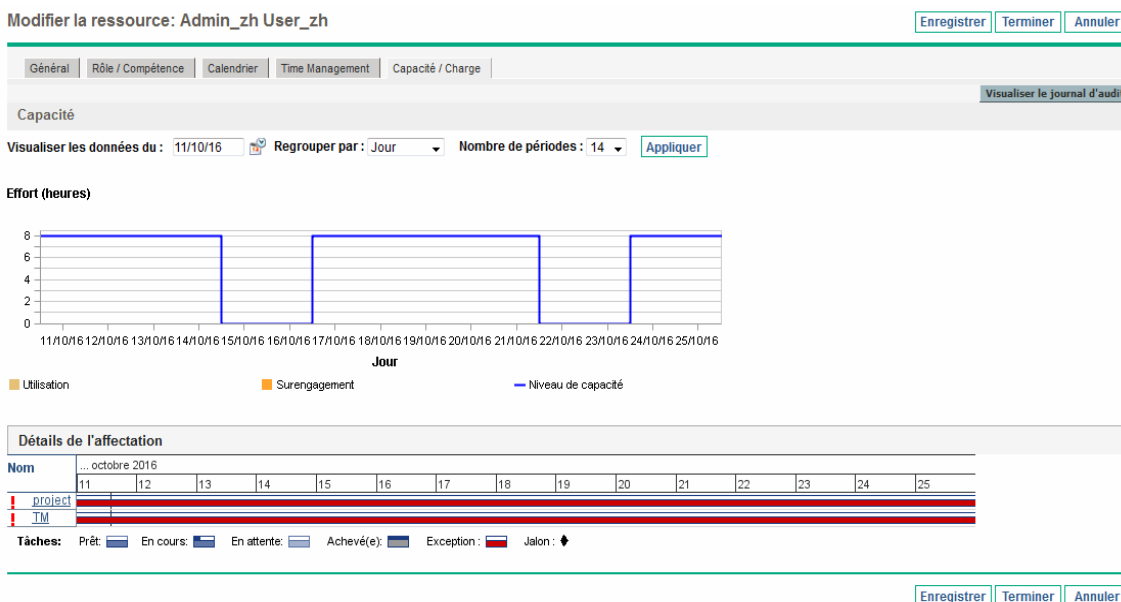 Modifier la ressource: Admin_zh User_zh
Enregistrer Terminer Annuler
Général Rôle / Compétence Calendrier Time Management Capacité / Charge
Visualiser le journal d'audit
Capacité
Visualiser les données du : 11/10/16 Regrouper par : Jour Nombre de périodes : 14 Appliquer
Effort (heures)
8
6
4
2
0
11/10/16 12/10/16 13/10/16 14/10/16 15/10/16 16/10/16 17/10/16 18/10/16 19/10/16 20/10/16 21/10/16 22/10/16 23/10/16 24/10/16 25/10/16
Jour
Utilisation Surengagement Niveau de capacité
Détails de l'affectation
Nom ... octobre 2016
11 12 13 14 15 16 17 18 19 20 21 22 23 24 25
project
TM
Tâches: Prêt: En cours: En attente: Achevé(e): Exception : Jalon :
Enregistrer Terminer Annuler